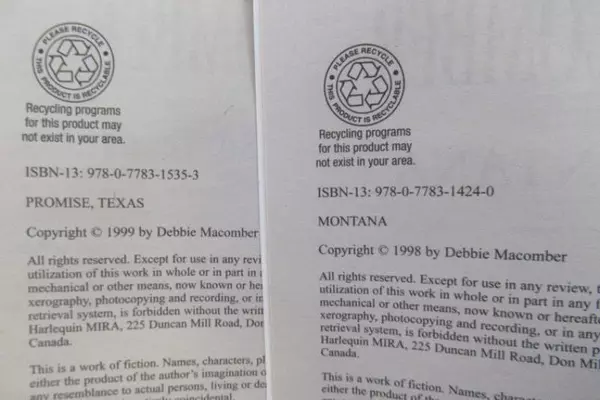 PLEASE RECYCLE
THIS PRODUCT IS RECYCLABLE
Recycling programs
for this product may
not exist in your area.
ISBN-13: 978-0-7783-1535-3
PROMISE, TEXAS
Copyright © 1999 by Debbie Macomber
All rights reserved. Except for use in any revi
utilization of this work in whole or in part in
mechanical or other means, now known or her
xerography, photocopying and recording, or in
retrieval system, is forbidden without the writt
Harlequin MIRA, 225 Duncan Mill Road, Don
Canada.
This is a work of fiction. Names, characters, pl
either the product of the author's imagination o
any resemblance to actual persons, living or de
coincidental.
PLEASE RECYCLE
THIS PRODUCT IS RECYCLABLE
Recycling programs
for this product may
not exist in your area.
ISBN-13: 978-0-7783-1424-0
MONTANA
Copyright © 1998 by Debbie Macomber
All rights reserved. Except for use in any review, t
utilization of this work in whole or in part in any f
mechanical or other means, now known or hereafte
xerography, photocopying and recording, or in any
retrieval system, is forbidden without the written p
Harlequin MIRA, 225 Duncan Mill Road, Don Mil
Canada.
This is a work of fiction. Names, charac
either the product of the author's